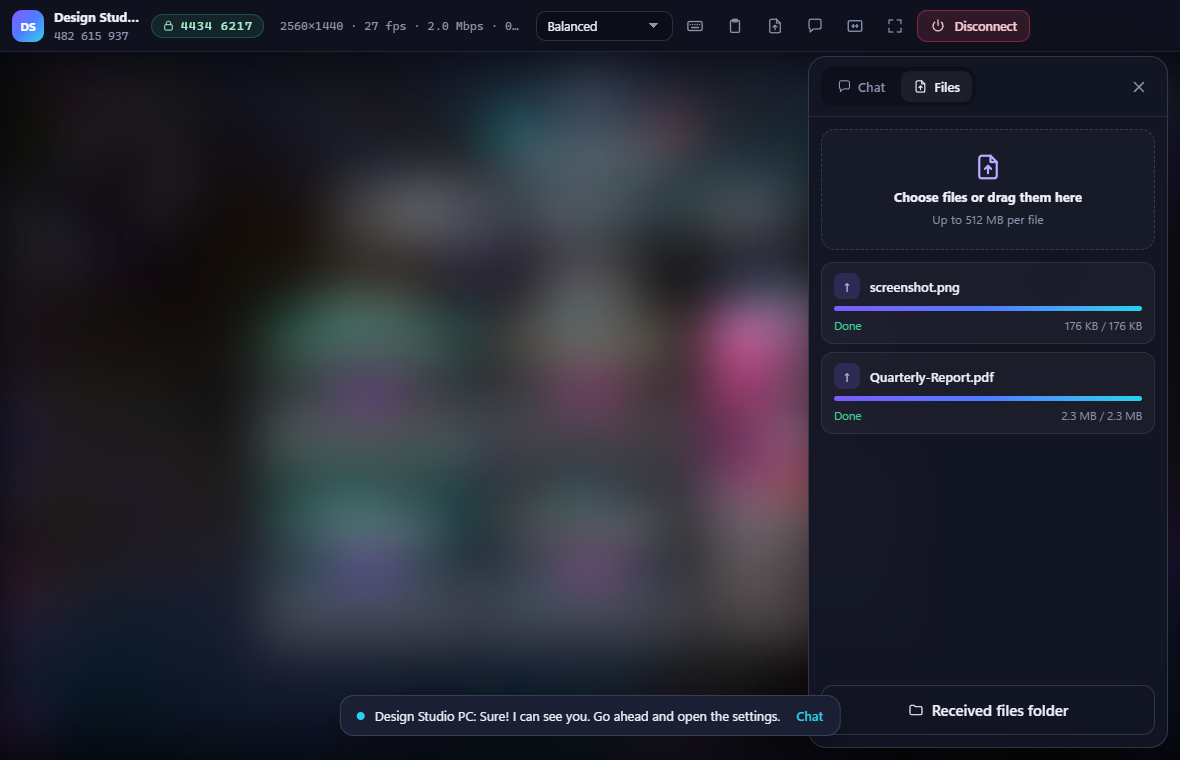 DS
Design Stud...
482 615 937
4434 6217
2560×1440 · 27 fps · 2.0 Mbps · 0...
Balanced
Disconnect
Chat
Files
Choose files or drag them here
Up to 512 MB per file
screenshot.png
Done
176 KB / 176 KB
Quarterly-Report.pdf
Done
2.3 MB / 2.3 MB
Received files folder
Design Studio PC: Sure! I can see you. Go ahead and open the settings.
Chat